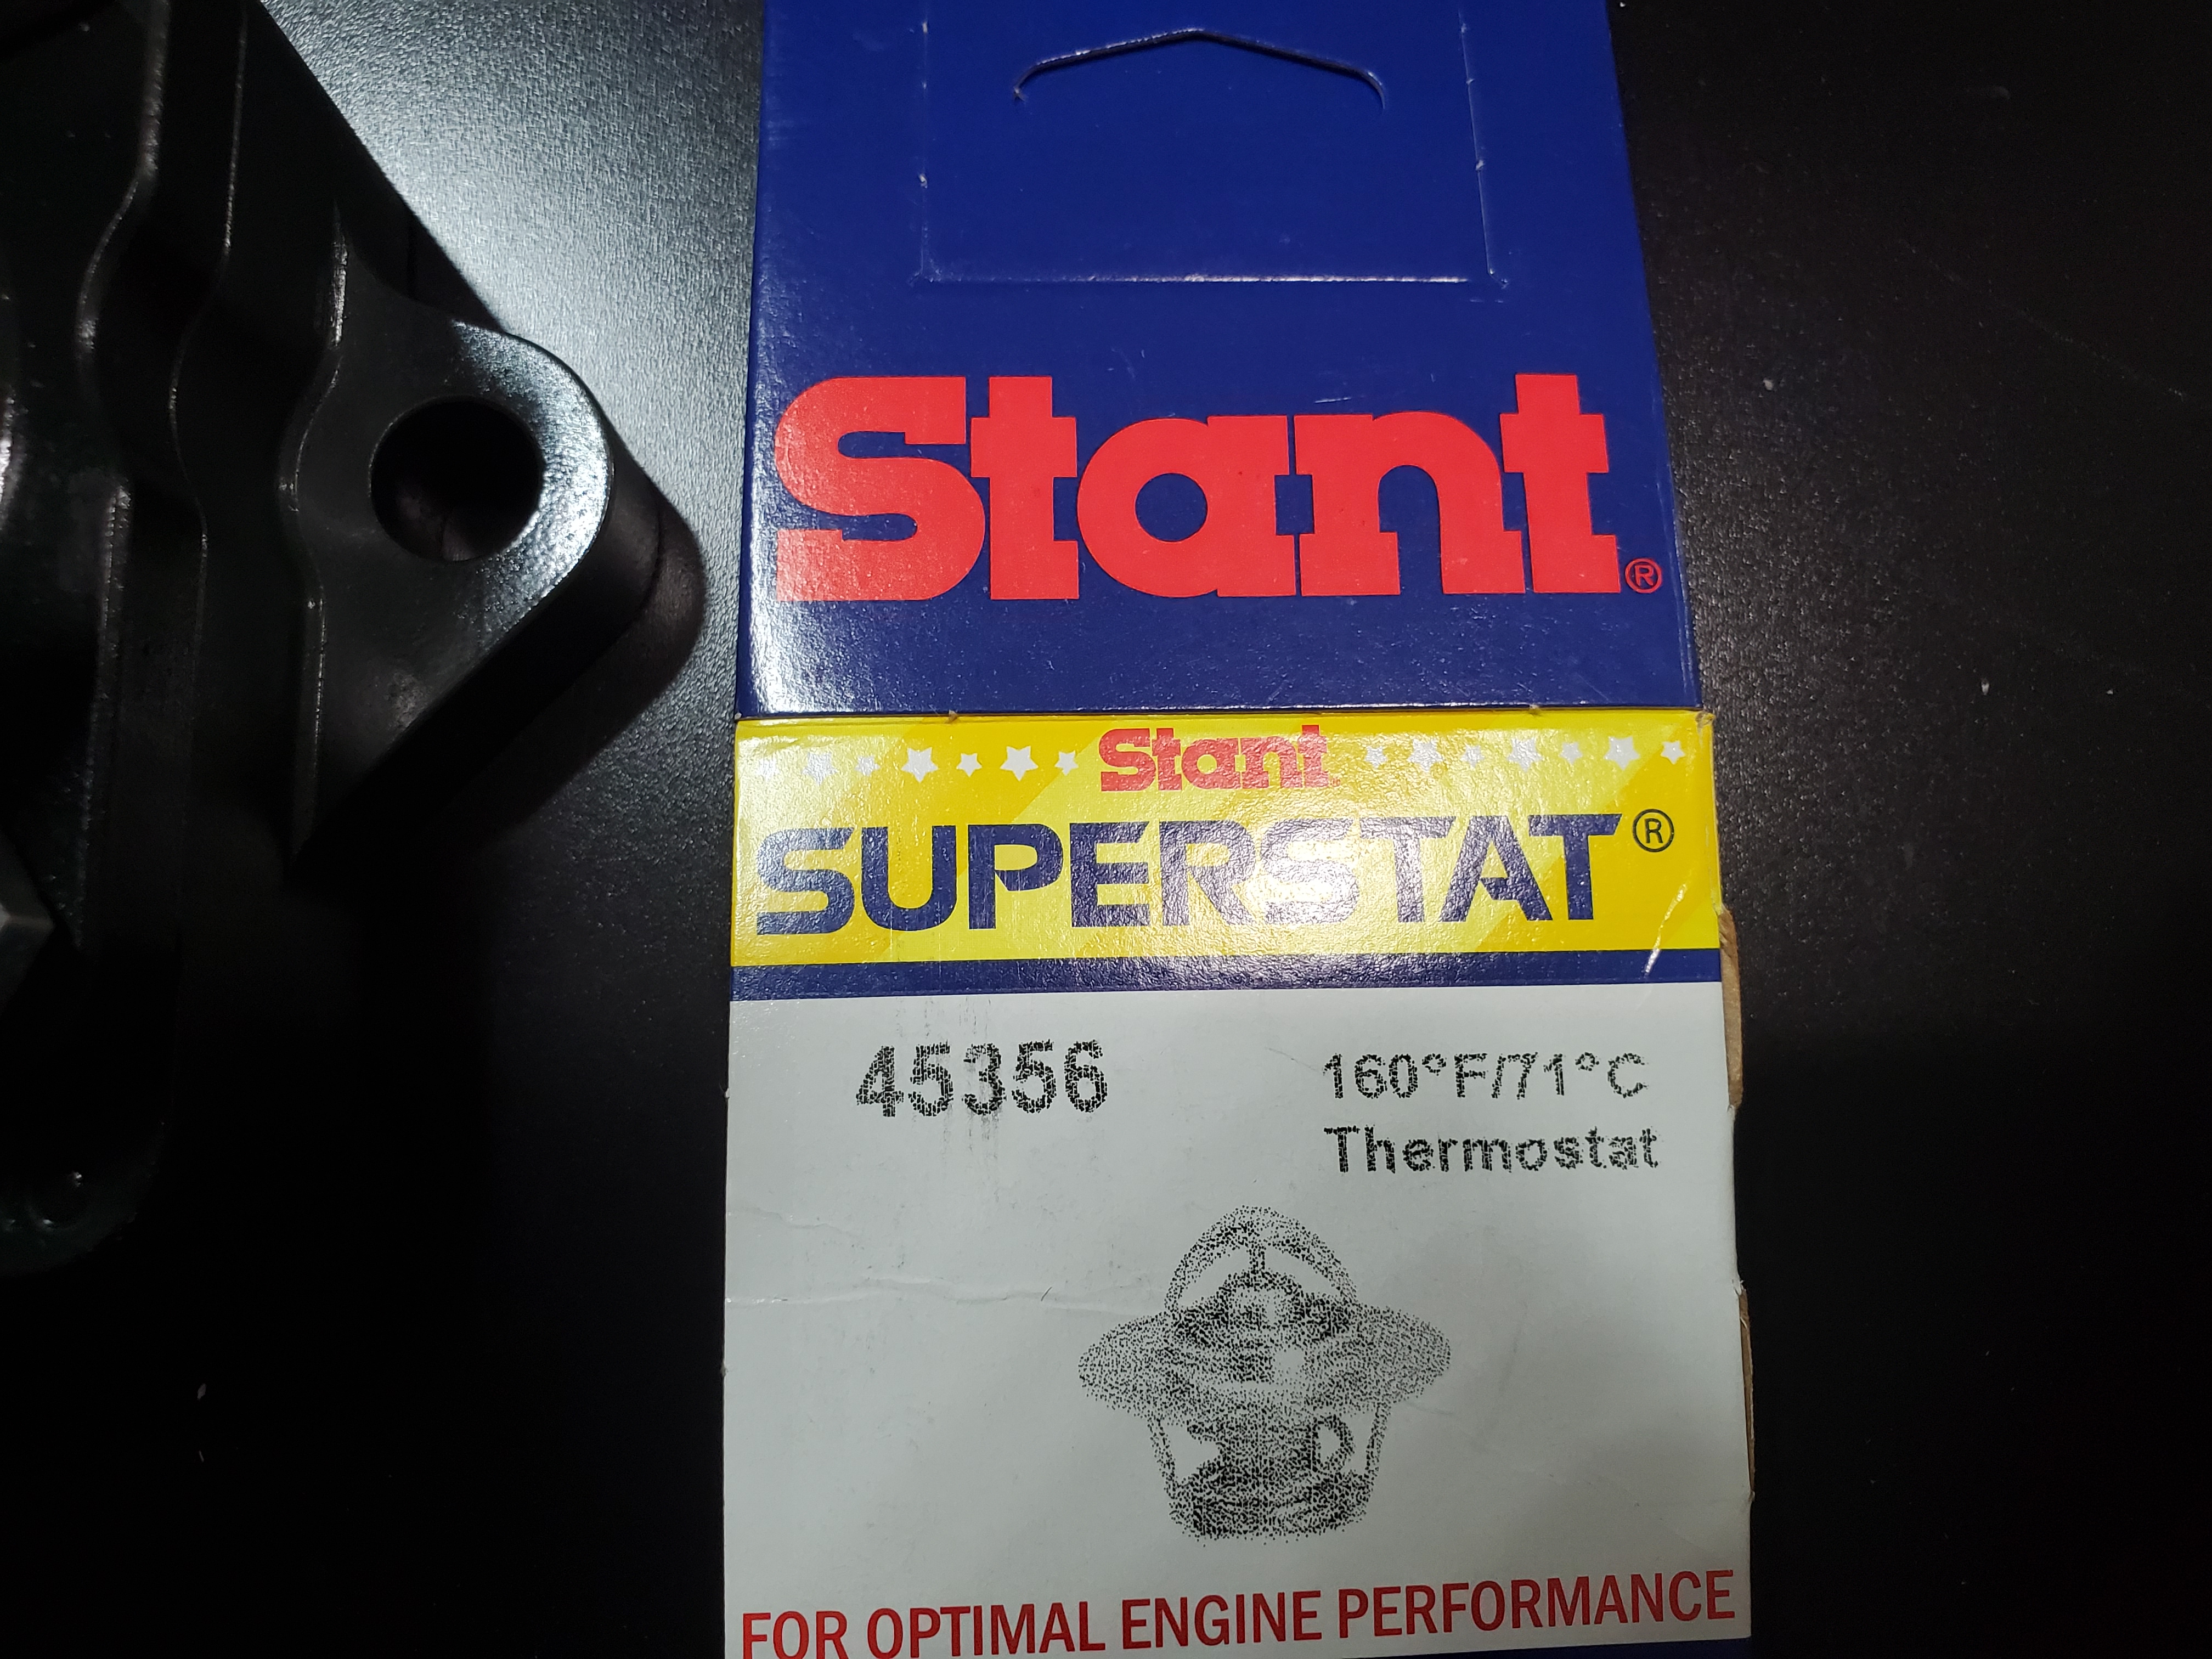 Stant®
Stant
SUPERSTAT®
45356
160°F/71°C
Thermostat
FOR OPTIMAL ENGINE PERFORMANCE